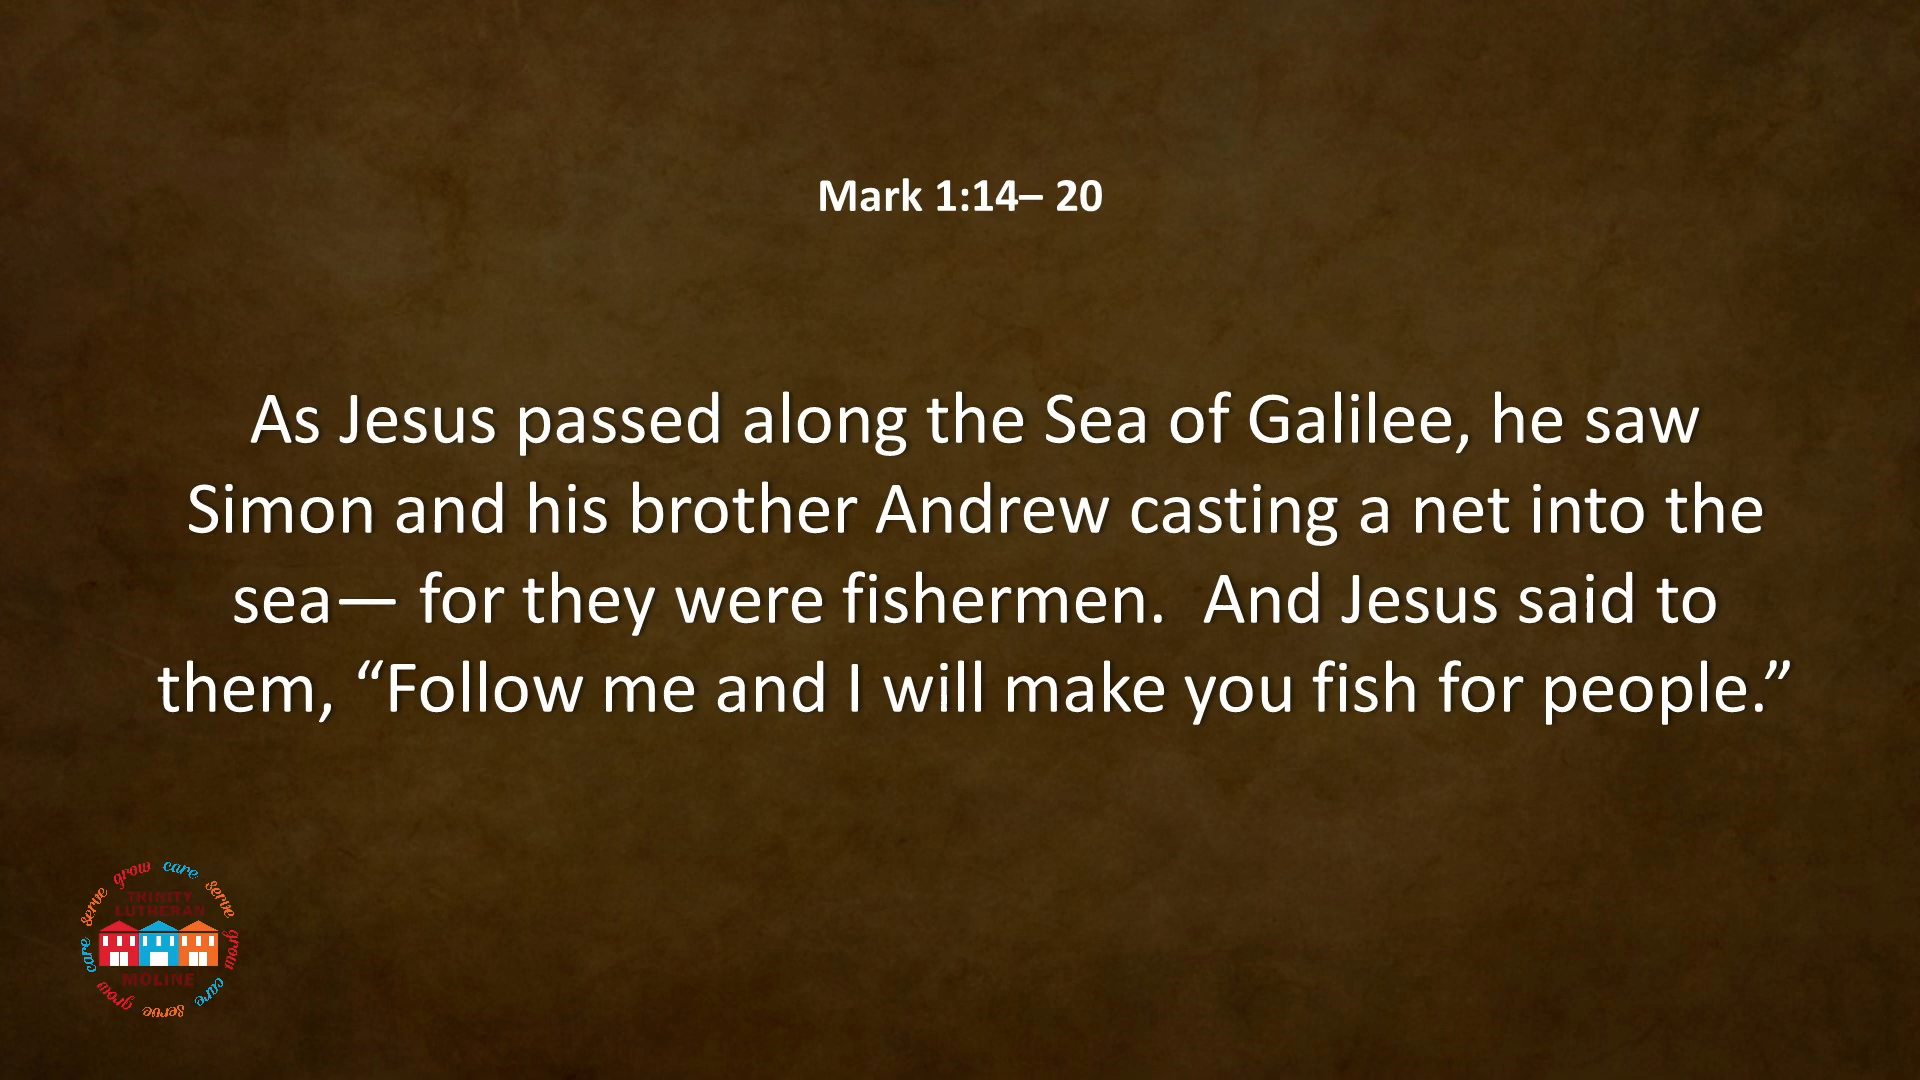 Mark 1:14– 20
As Jesus passed along the Sea of Galilee, he saw
Simon and his brother Andrew casting a net into the
sea— for they were fishermen.  And Jesus said to
them, “Follow me and I will make you fish for people.”
serve grow care serve grow care serve grow care
TRINITY
LUTHERAN
MOLINE